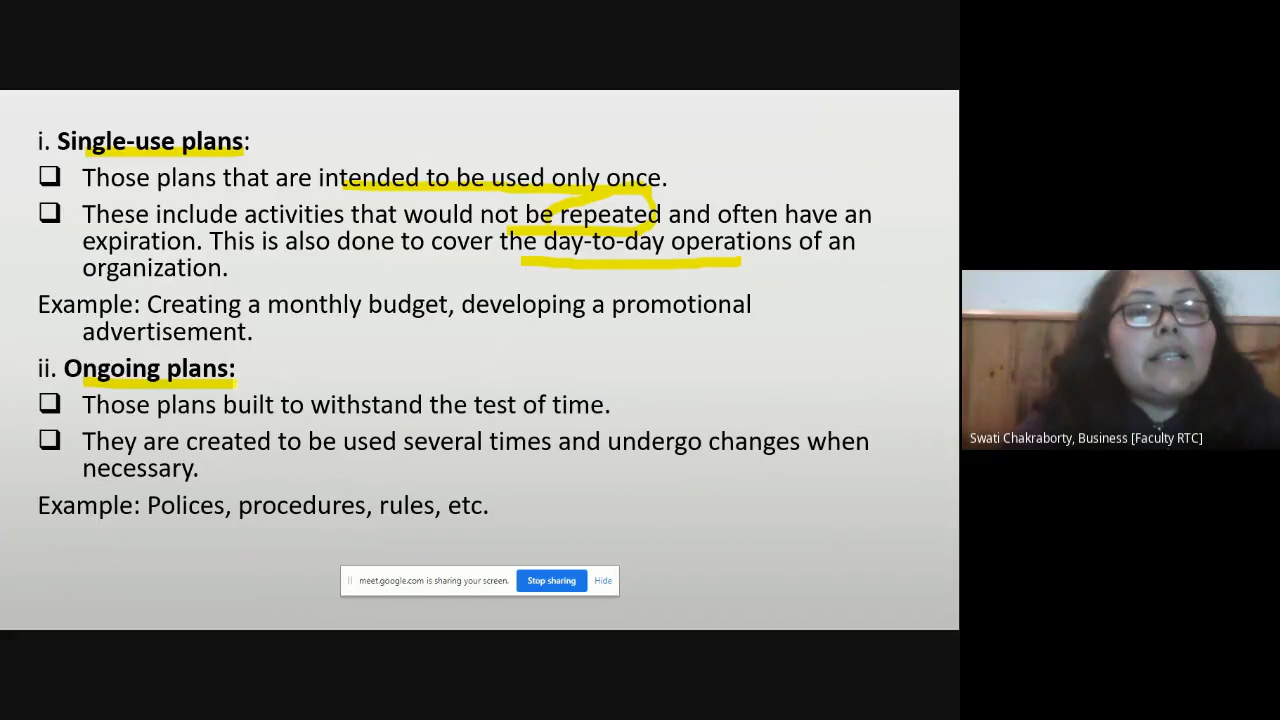 i. Single-use plans:
❑ Those plans that are intended to be used only once.
❑ These include activities that would not be repeated and often have an
expiration. This is also done to cover the day-to-day operations of an
organization.
Example: Creating a monthly budget, developing a promotional
advertisement.
ii. Ongoing plans:
❑ Those plans built to withstand the test of time.
❑ They are created to be used several times and undergo changes when
necessary.
Example: Polices, procedures, rules, etc.
meet.google.com is sharing your screen. Stop sharing Hide
Swati Chakraborty, Business [Faculty RTC]